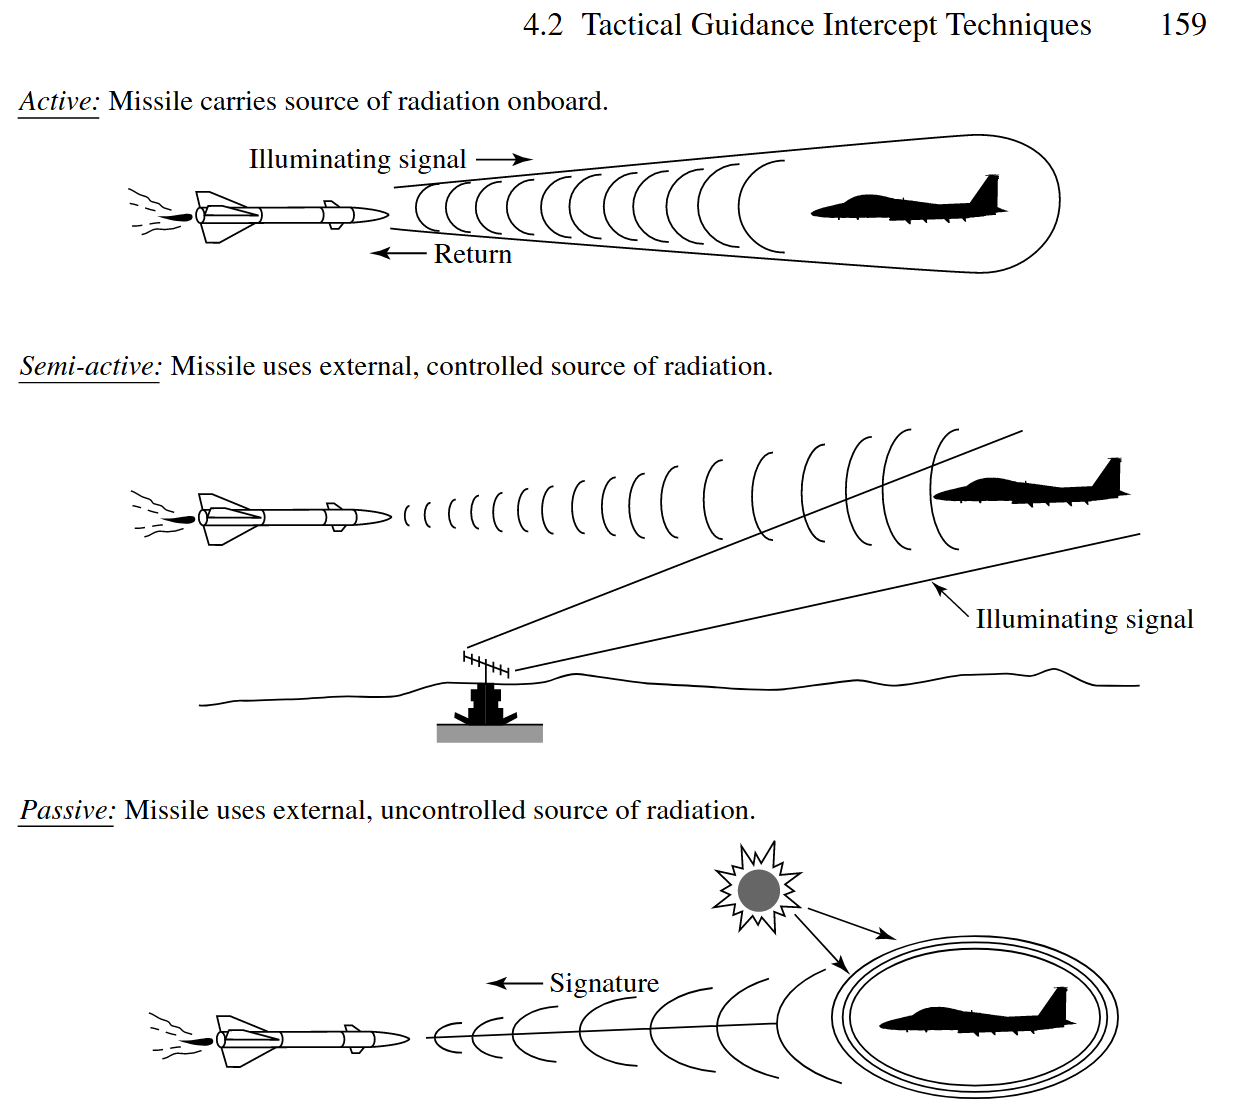 4.2 Tactical Guidance Intercept Techniques 159
Active: Missile carries source of radiation onboard.
Illuminating signal
Return
Semi-active: Missile uses external, controlled source of radiation.
Illuminating signal
Passive: Missile uses external, uncontrolled source of radiation.
Signature